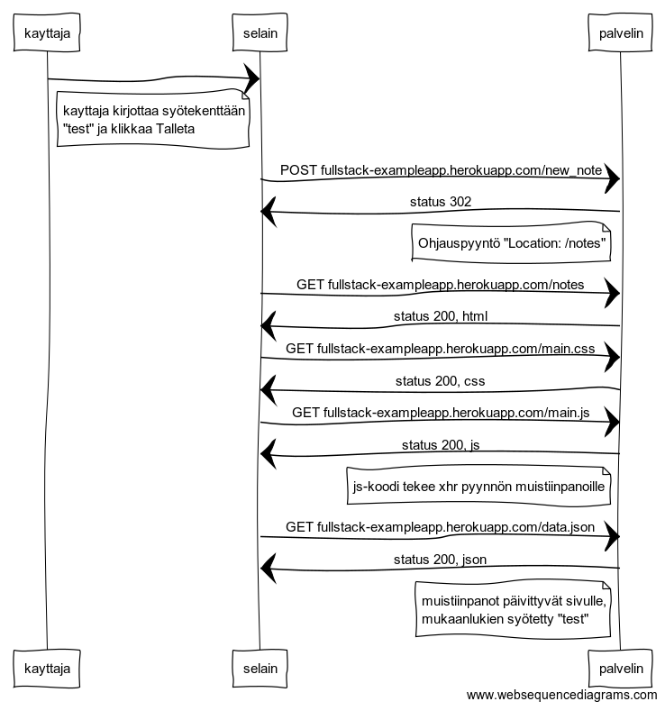 kayttaja selain palvelin
kayttaja kirjottaa syötekenttään
"test" ja klikkaa Talleta
POST fullstack-exampleapp.herokuapp.com/new_note
status 302
Ohjauspyyntö "Location: /notes"
GET fullstack-exampleapp.herokuapp.com/notes
status 200, html
GET fullstack-exampleapp.herokuapp.com/main.css
status 200, css
GET fullstack-exampleapp.herokuapp.com/main.js
status 200, js
js-koodi tekee xhr pyynnön muistiinpanoille
GET fullstack-exampleapp.herokuapp.com/data.json
status 200, json
muistiinpanot päivittyvät sivulle,
mukaanlukien syötetty "test"
kayttaja selain palvelin
www.websequencediagrams.com